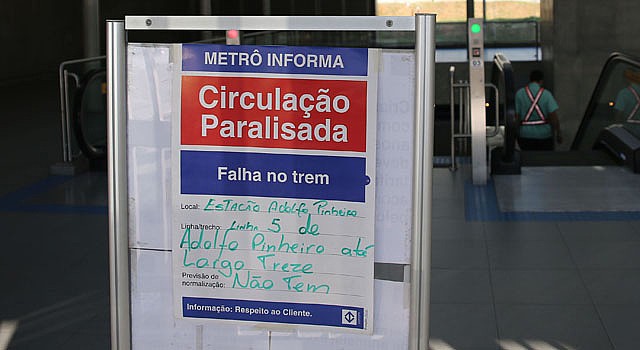 METRÔ INFORMA
Circulação
Paralisada
Falha no trem
Local: ESTAÇÃO Adolfo Pinheiro
Linha/trecho: Linha 5 de
Adolfo Pinheiro até
Largo Treze
Previsão de
normalização: Não Tem
Informação: Respeito ao Cliente.
03